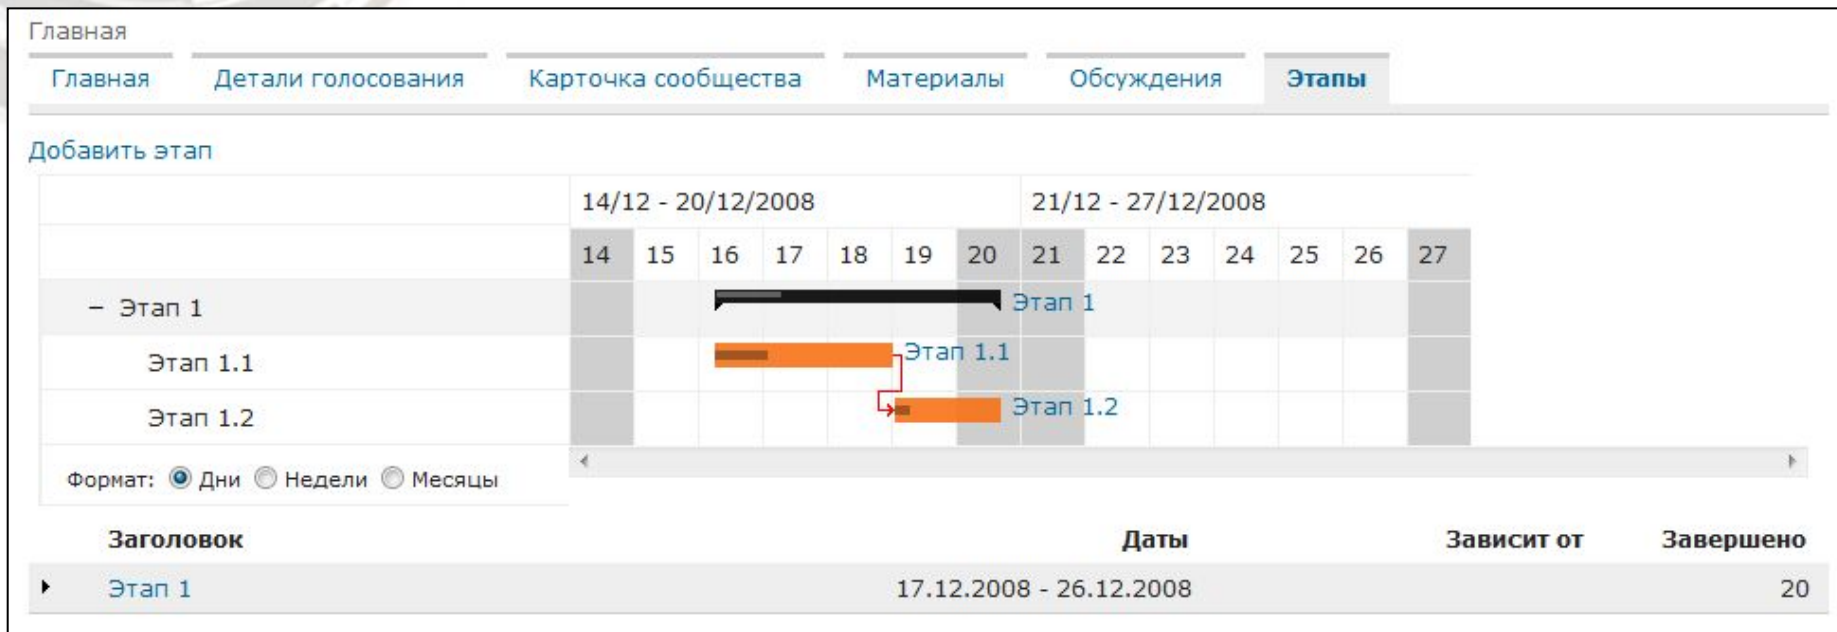 Главная
Главная Детали голосования Карточка сообщества Материалы Обсуждения Этапы
Добавить этап
14/12 - 20/12/2008 21/12 - 27/12/2008
14 15 16 17 18 19 20 21 22 23 24 25 26 27
− Этап 1 Этап 1
Этап 1.1 Этап 1.1
Этап 1.2 Этап 1.2
Формат: Дни Недели Месяцы
Заголовок Даты Зависит от Завершено
Этап 1 17.12.2008 - 26.12.2008 20